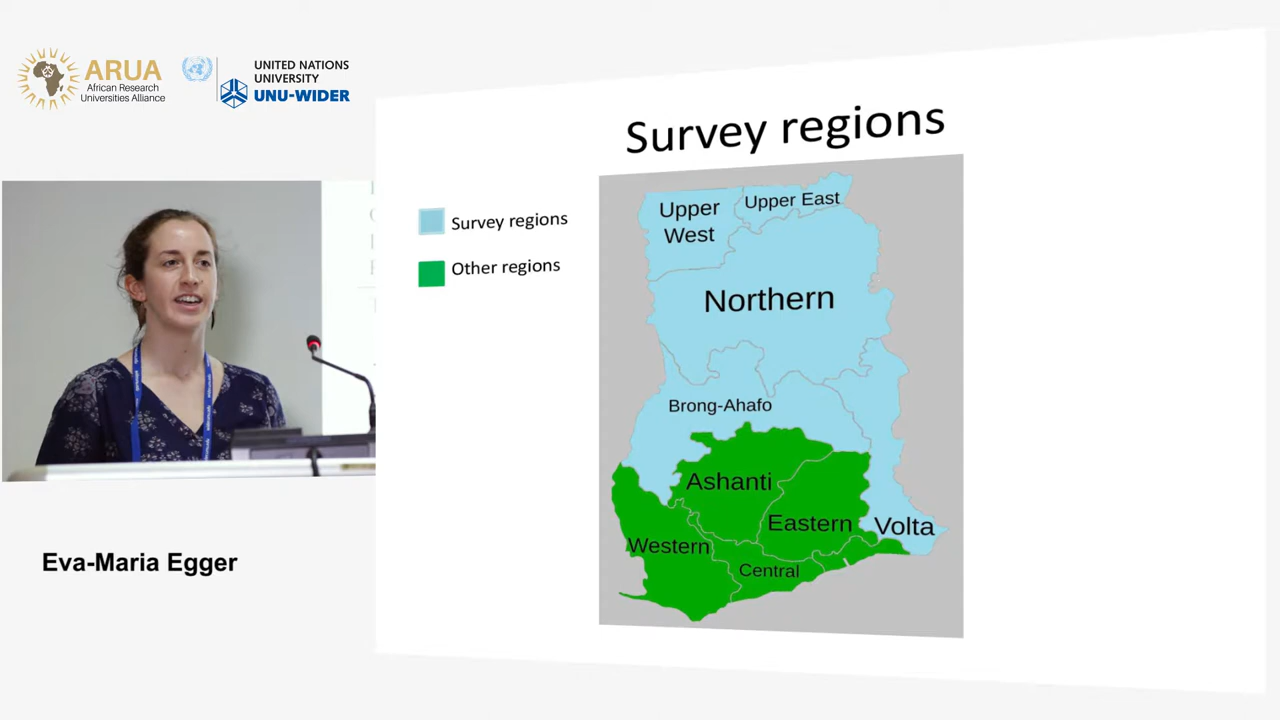 ARUA
African Research
Universities Alliance
UNITED NATIONS
UNIVERSITY
UNU-WIDER
Survey regions
Survey regions
Other regions
Upper
West
Upper East
Northern
Brong-Ahafo
Ashanti
Eastern
Volta
Western
Central
Eva-Maria Egger